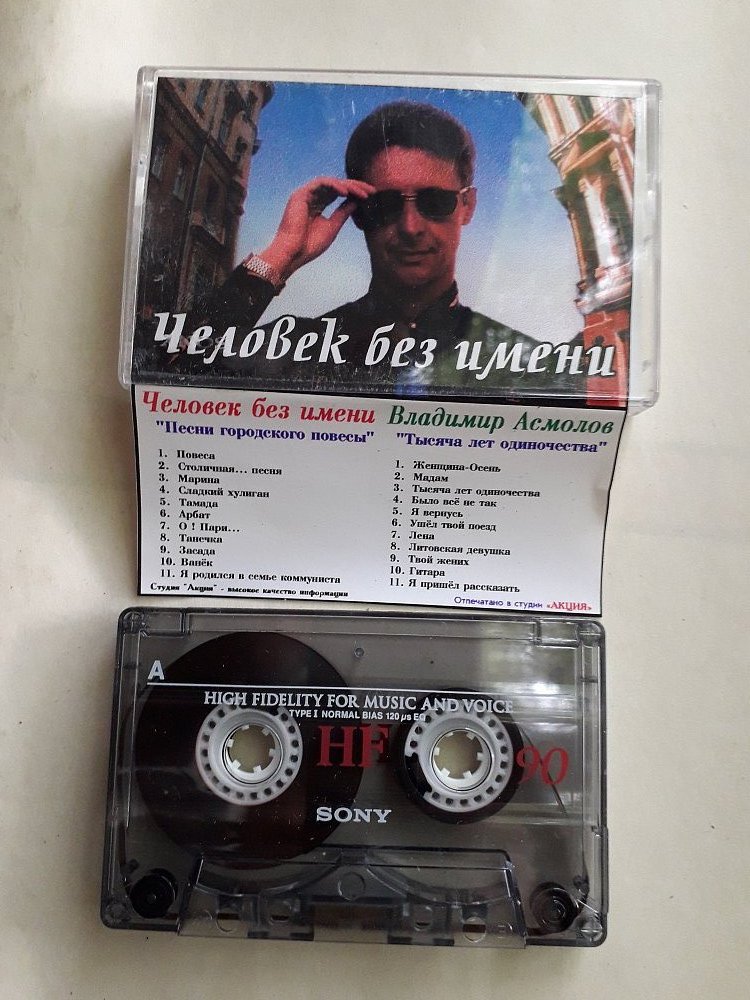 Человек без имени
Человек без имени
"Песни городского повесы"
1. Повеса
2. Столичная... песня
3. Марина
4. Сладкий хулиган
5. Тамада
6. Арбат
7. О ! Пари...
8. Танечка
9. Засада
10. Ванёк
11. Я родился в семье коммуниста
Студия "Акция" - высокое качество информации
Владимир Асмолов
"Тысяча лет одиночества"
1. Женщина-Осень
2. Мадам
3. Тысяча лет одиночества
4. Было всё не так
5. Я вернусь
6. Ушёл твой поезд
7. Лена
8. Литовская девушка
9. Твой жених
10. Гитара
11. Я пришёл рассказать
Отпечатано в студии «АКЦИЯ»
A
HIGH FIDELITY FOR MUSIC AND VOICE
TYPE I NORMAL BIAS 120 µs EQ
HF 90
SONY